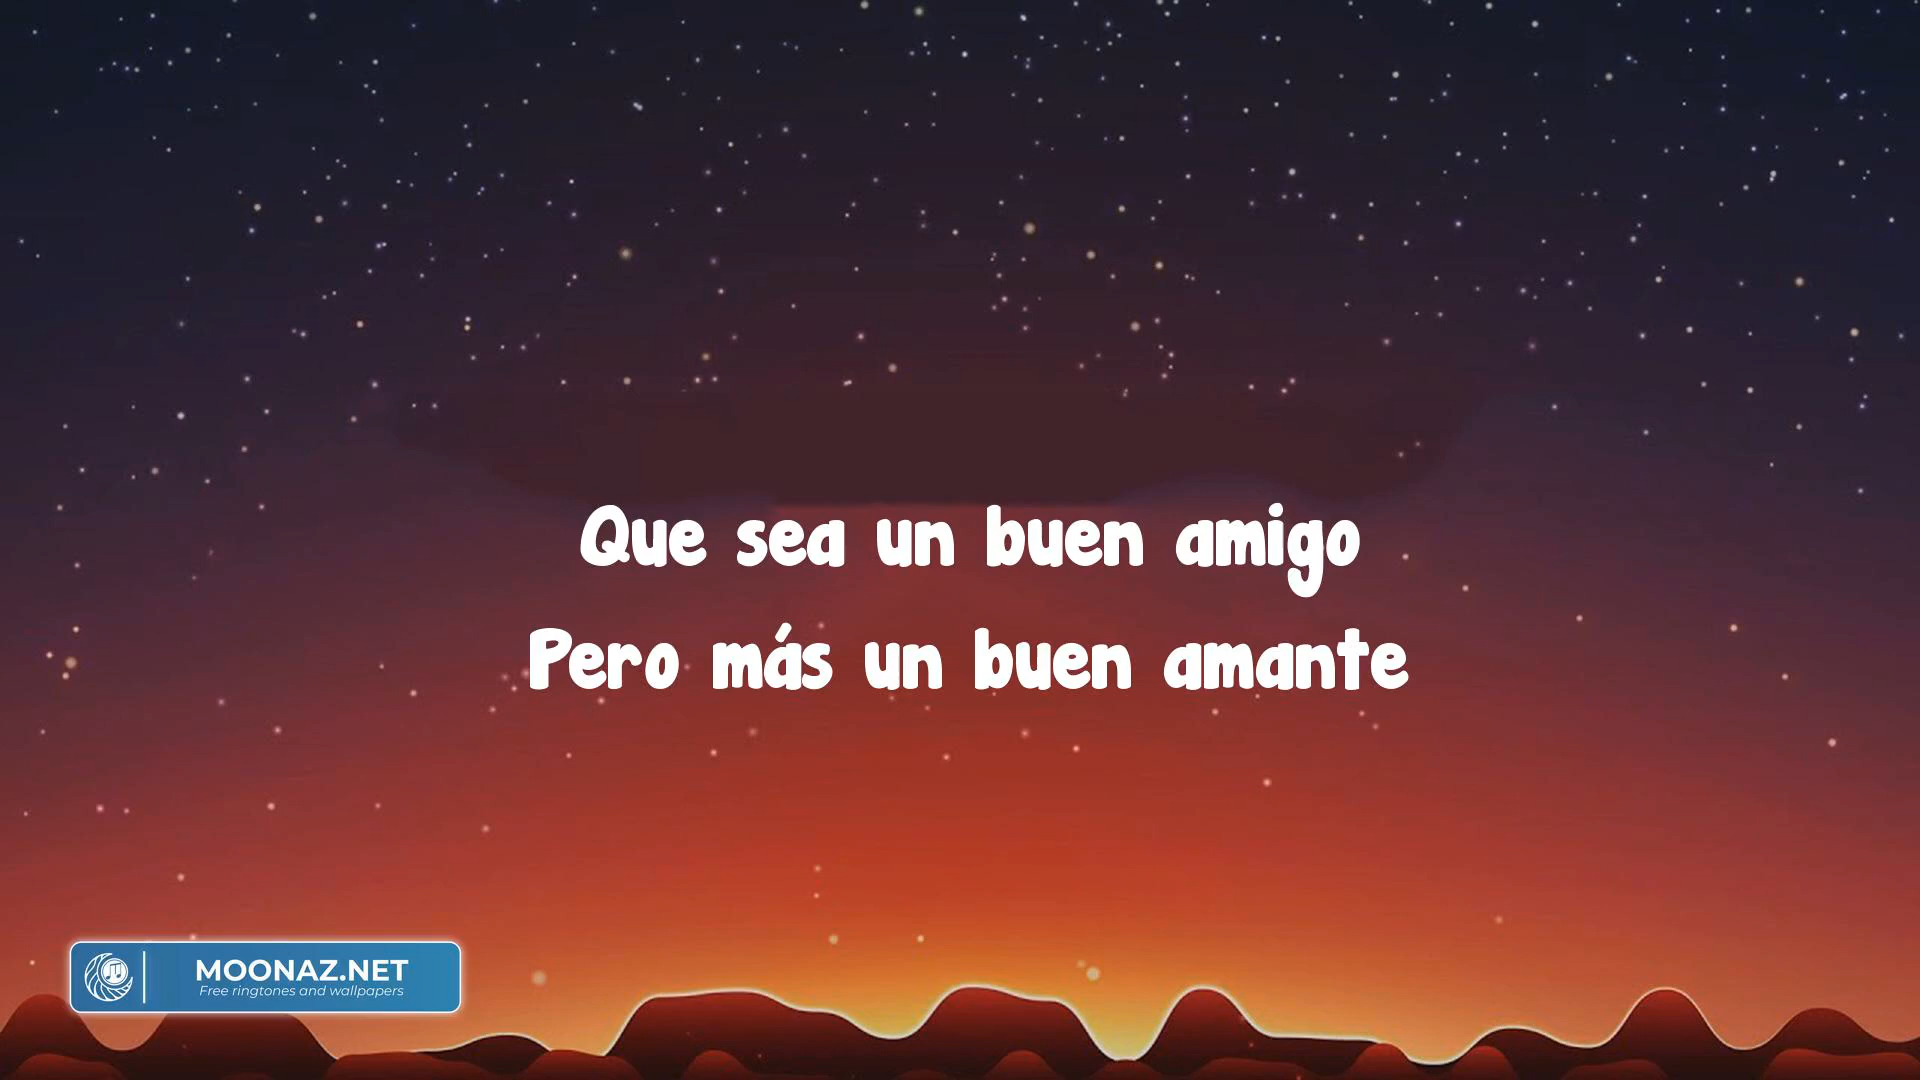 Que sea un buen amigo
Pero más un buen amante
MOONAZ.NET
Free ringtones and wallpapers